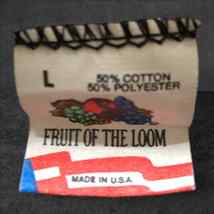 L
50% COTTON
50% POLYESTER
FRUIT OF THE LOOM
MADE IN U.S.A.